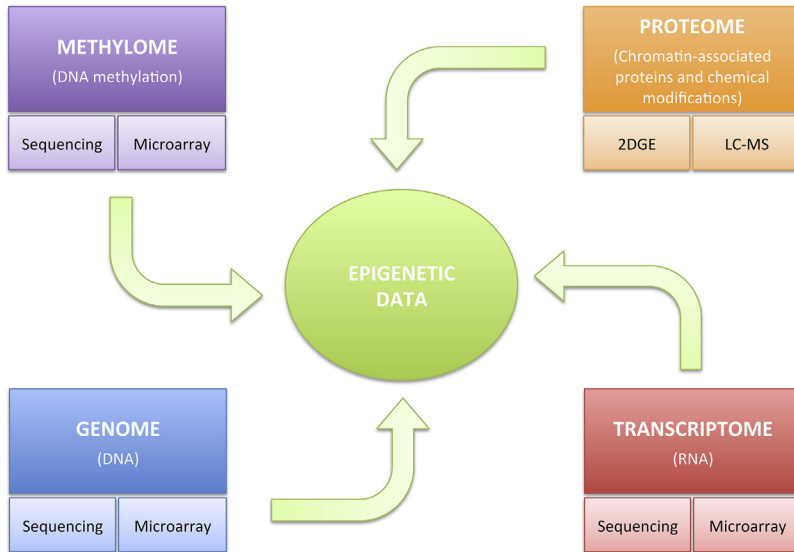 METHYLOME
(DNA methylation)
Sequencing
Microarray
PROTEOME
(Chromatin-associated
proteins and chemical
modifications)
2DGE
LC-MS
EPIGENETIC
DATA
GENOME
(DNA)
Sequencing
Microarray
TRANSCRIPTOME
(RNA)
Sequencing
Microarray